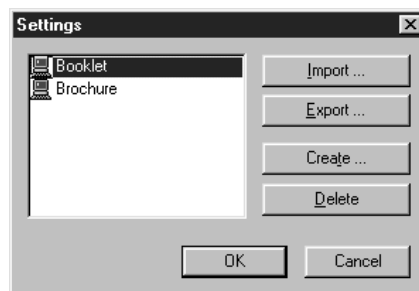 Settings
Booklet
Brochure
Import ...
Export ...
Create ...
Delete
OK
Cancel